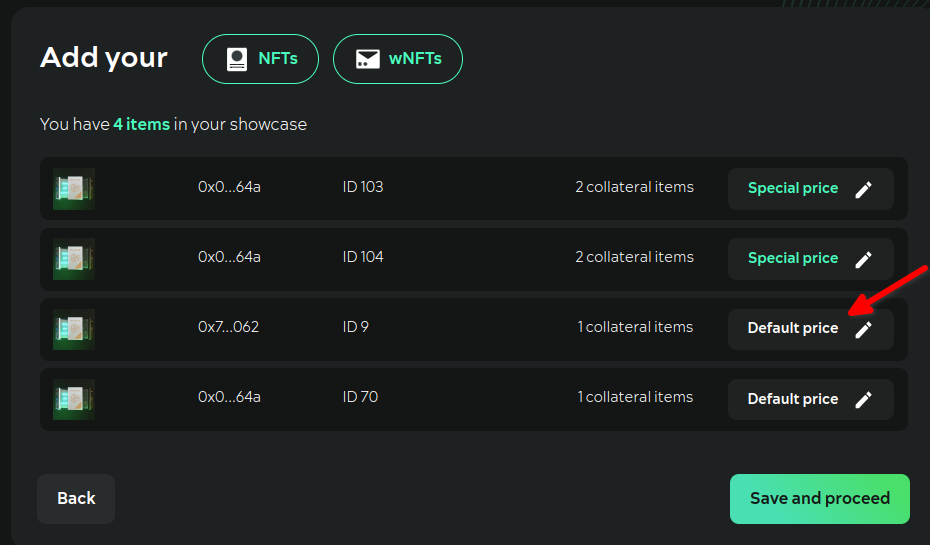 Add your NFTs wNFTs
You have 4 items in your showcase
0x0...64a ID 103 2 collateral items Special price
0x0...64a ID 104 2 collateral items Special price
0x7...062 ID 9 1 collateral items Default price
0x0...64a ID 70 1 collateral items Default price
Back Save and proceed